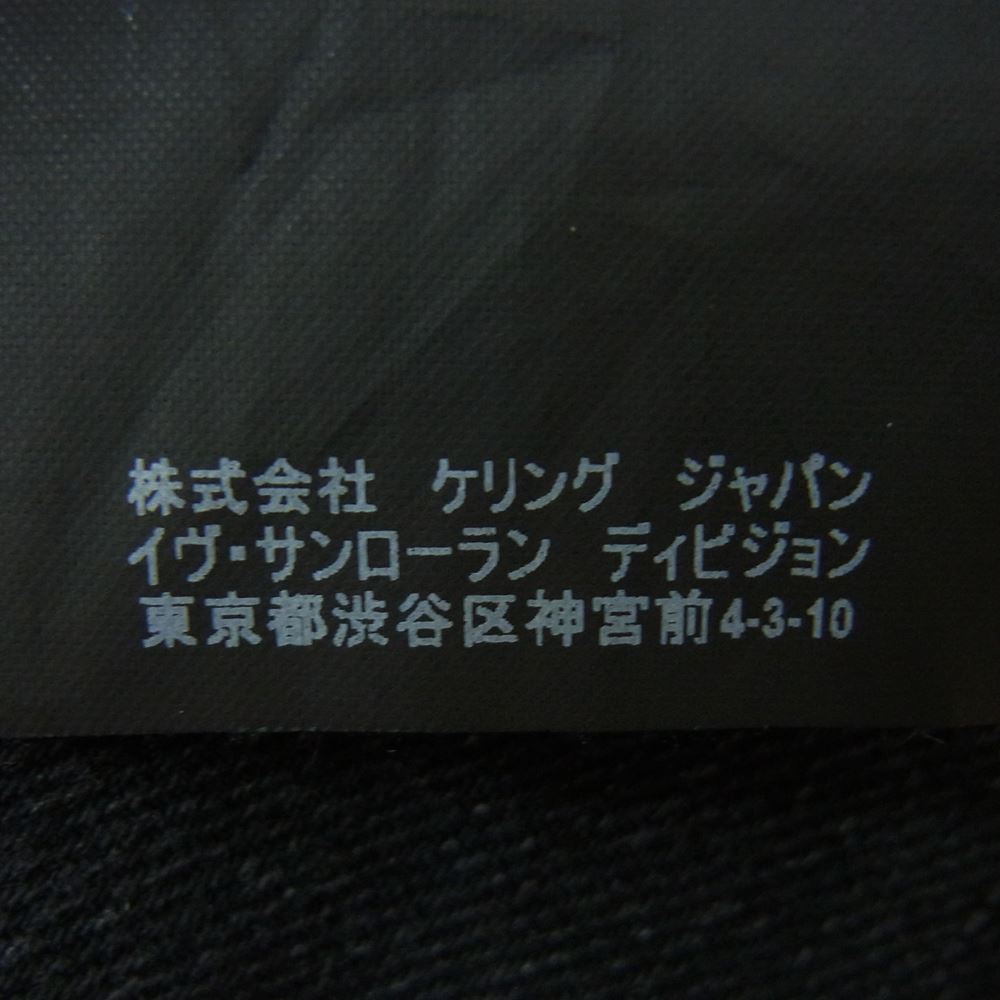 株式会社 ケリング ジャパン
イヴ・サンローラン ディビジョン
東京都渋谷区神宮前4-3-10